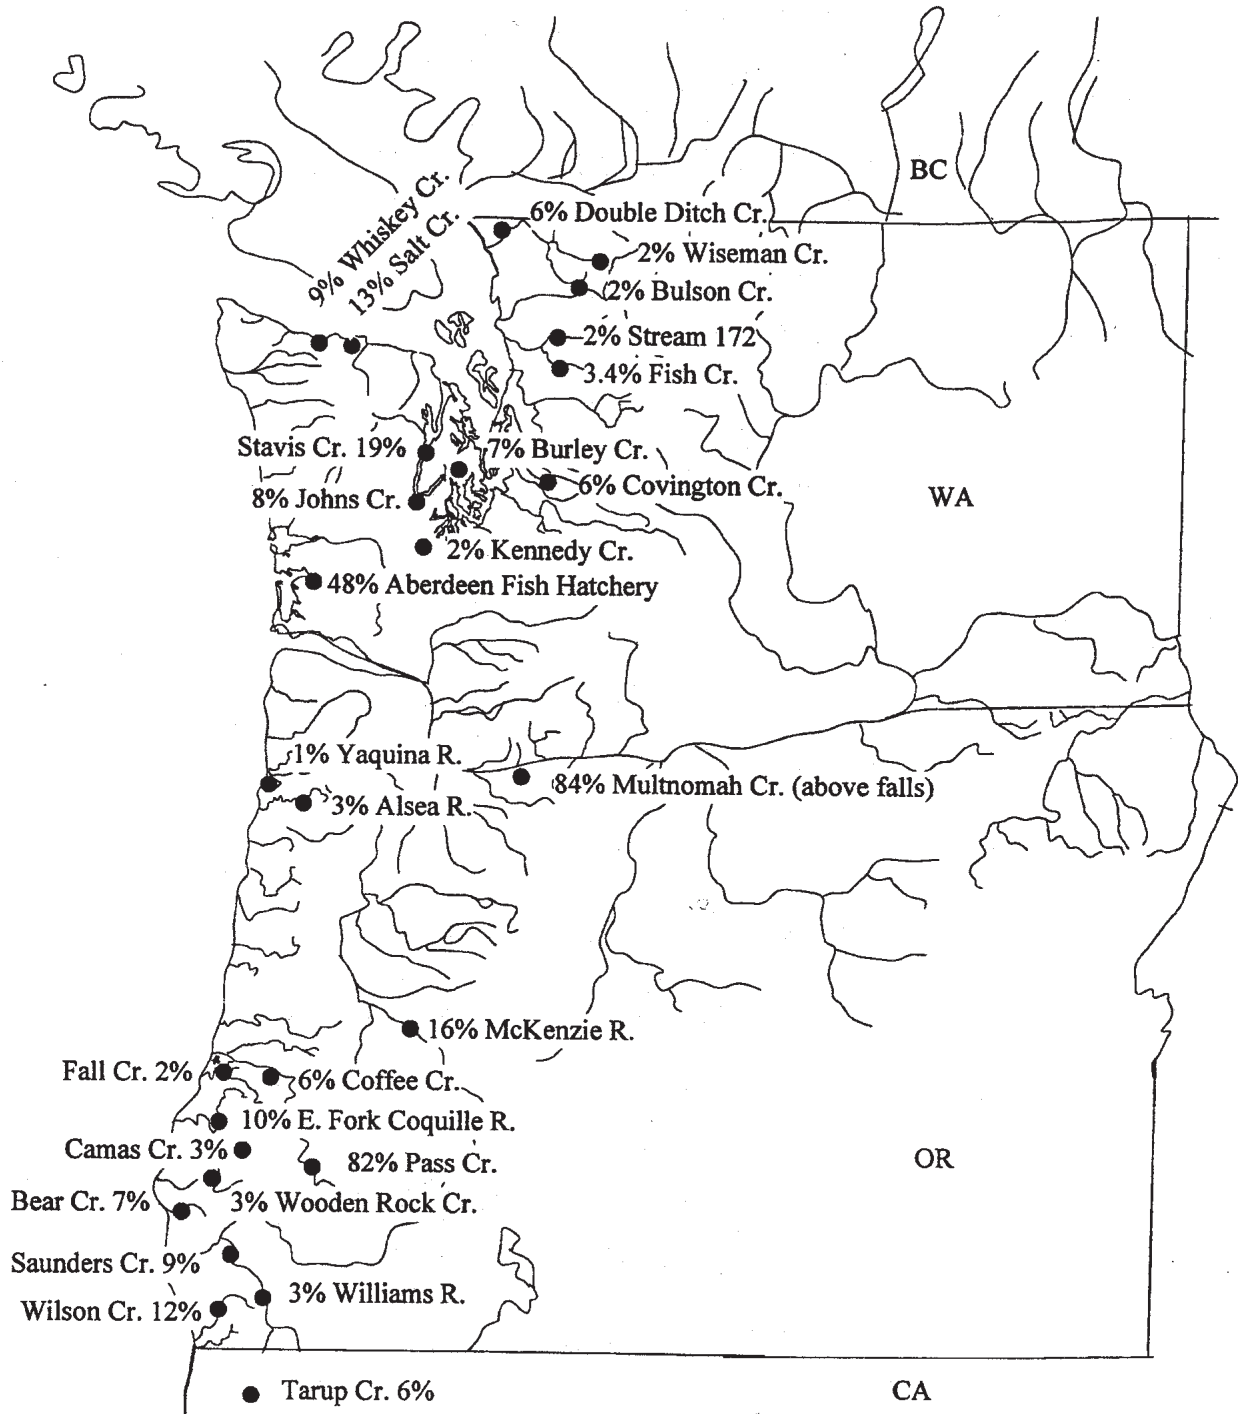 BC
9% Whiskey Cr.
13% Salt Cr.
6% Double Ditch Cr.
2% Wiseman Cr.
2% Bulson Cr.
2% Stream 172
3.4% Fish Cr.
Stavis Cr. 19%
7% Burley Cr.
6% Covington Cr.
8% Johns Cr.
WA
2% Kennedy Cr.
48% Aberdeen Fish Hatchery
1% Yaquina R.
84% Multnomah Cr. (above falls)
3% Alsea R.
16% McKenzie R.
Fall Cr. 2%
6% Coffee Cr.
10% E. Fork Coquille R.
Camas Cr. 3%
82% Pass Cr.
OR
Bear Cr. 7%
3% Wooden Rock Cr.
Saunders Cr. 9%
3% Williams R.
Wilson Cr. 12%
Tarup Cr. 6%
CA